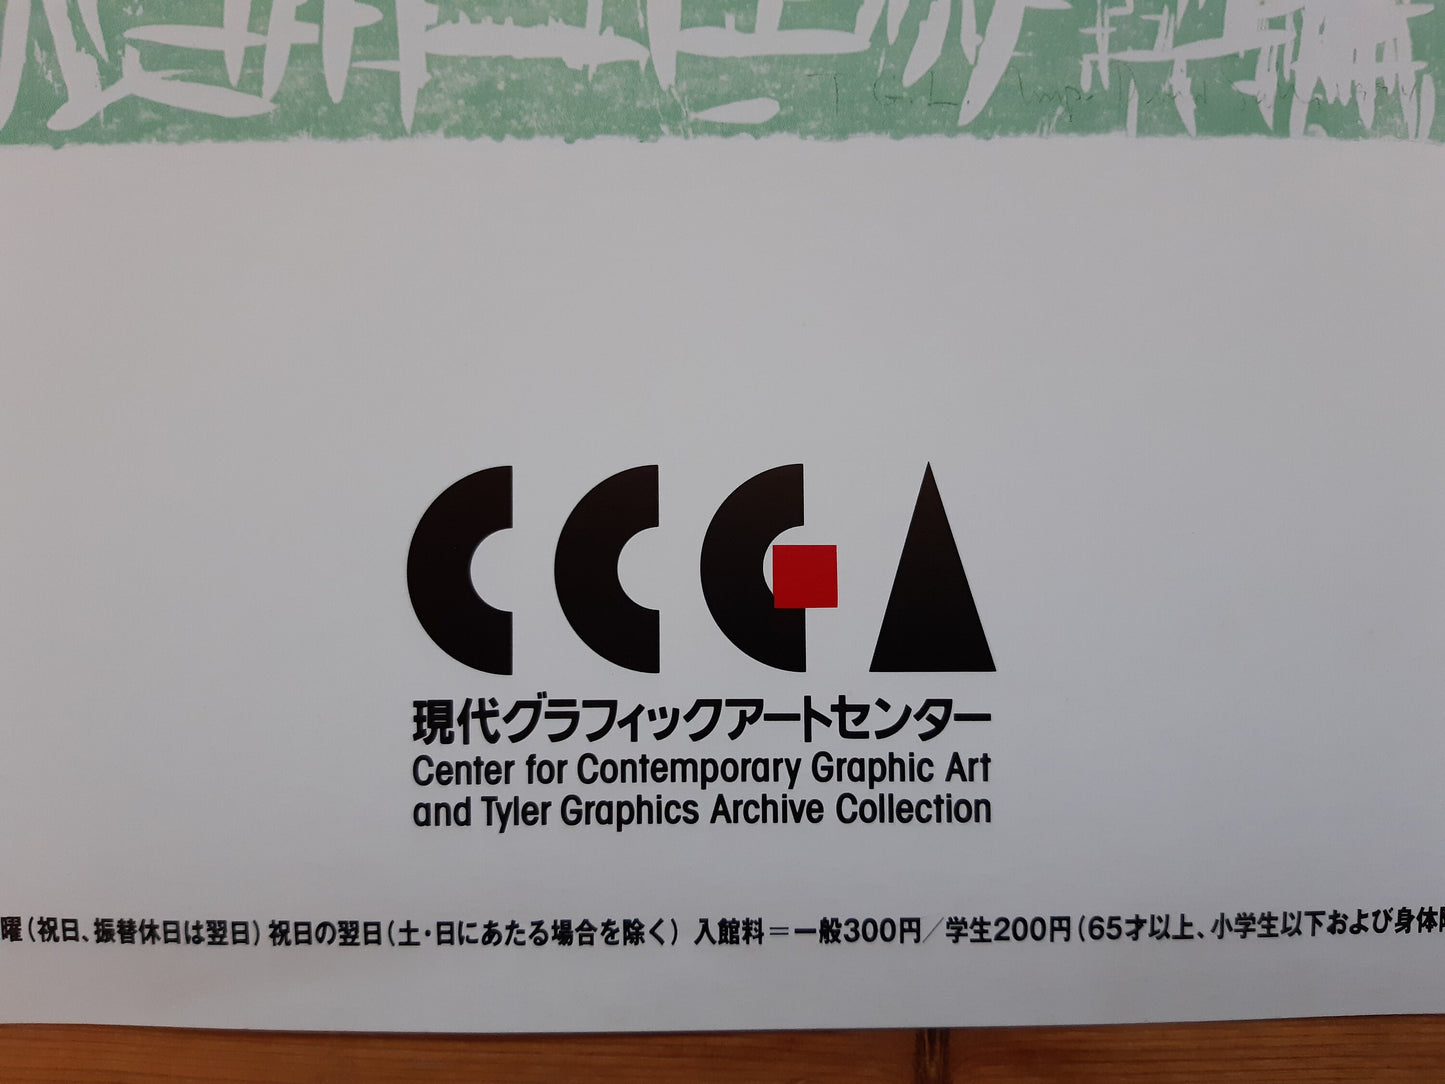 CCGA
現代グラフィックアートセンター
Center for Contemporary Graphic Art
and Tyler Graphics Archive Collection
曜(祝日、振替休日は翌日)祝日の翌日(土・日にあたる場合を除く) 入館料=一般300円/学生200円(65才以上、小学生以下および身体